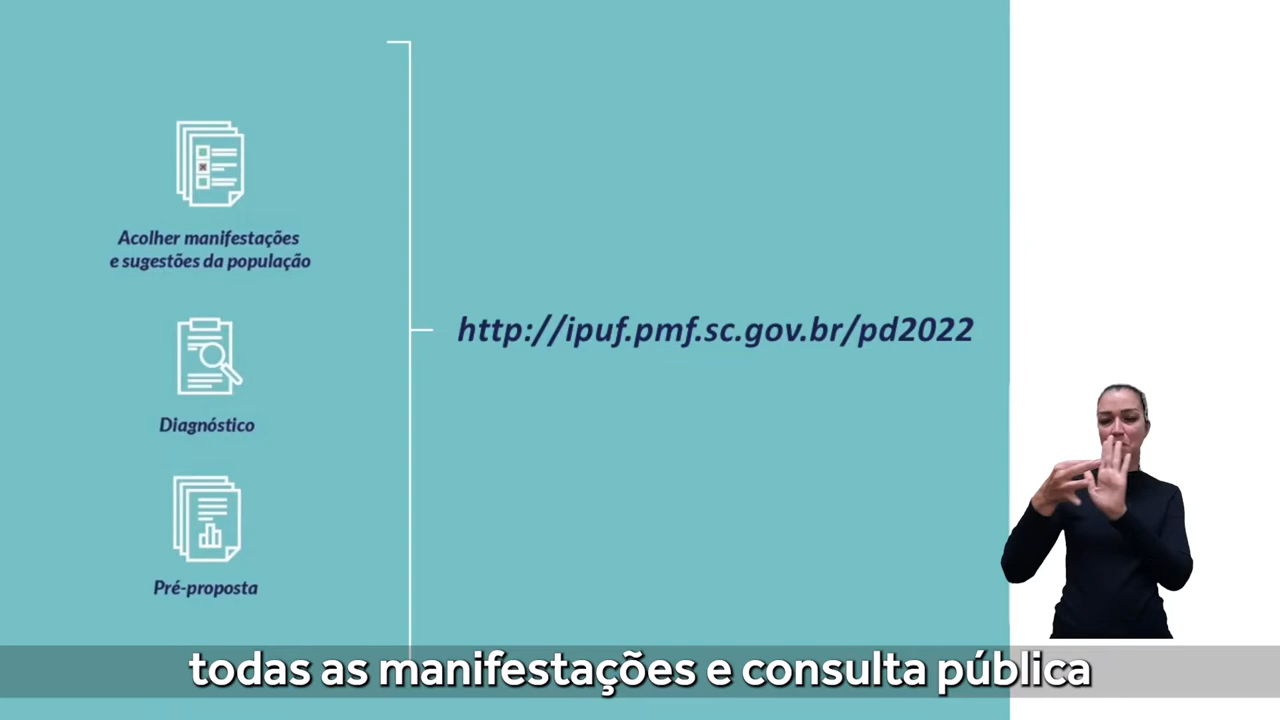 Acolher manifestações
e sugestões da população
Diagnóstico
Pré-proposta
http://ipuf.pmf.sc.gov.br/pd2022
todas as manifestações e consulta pública